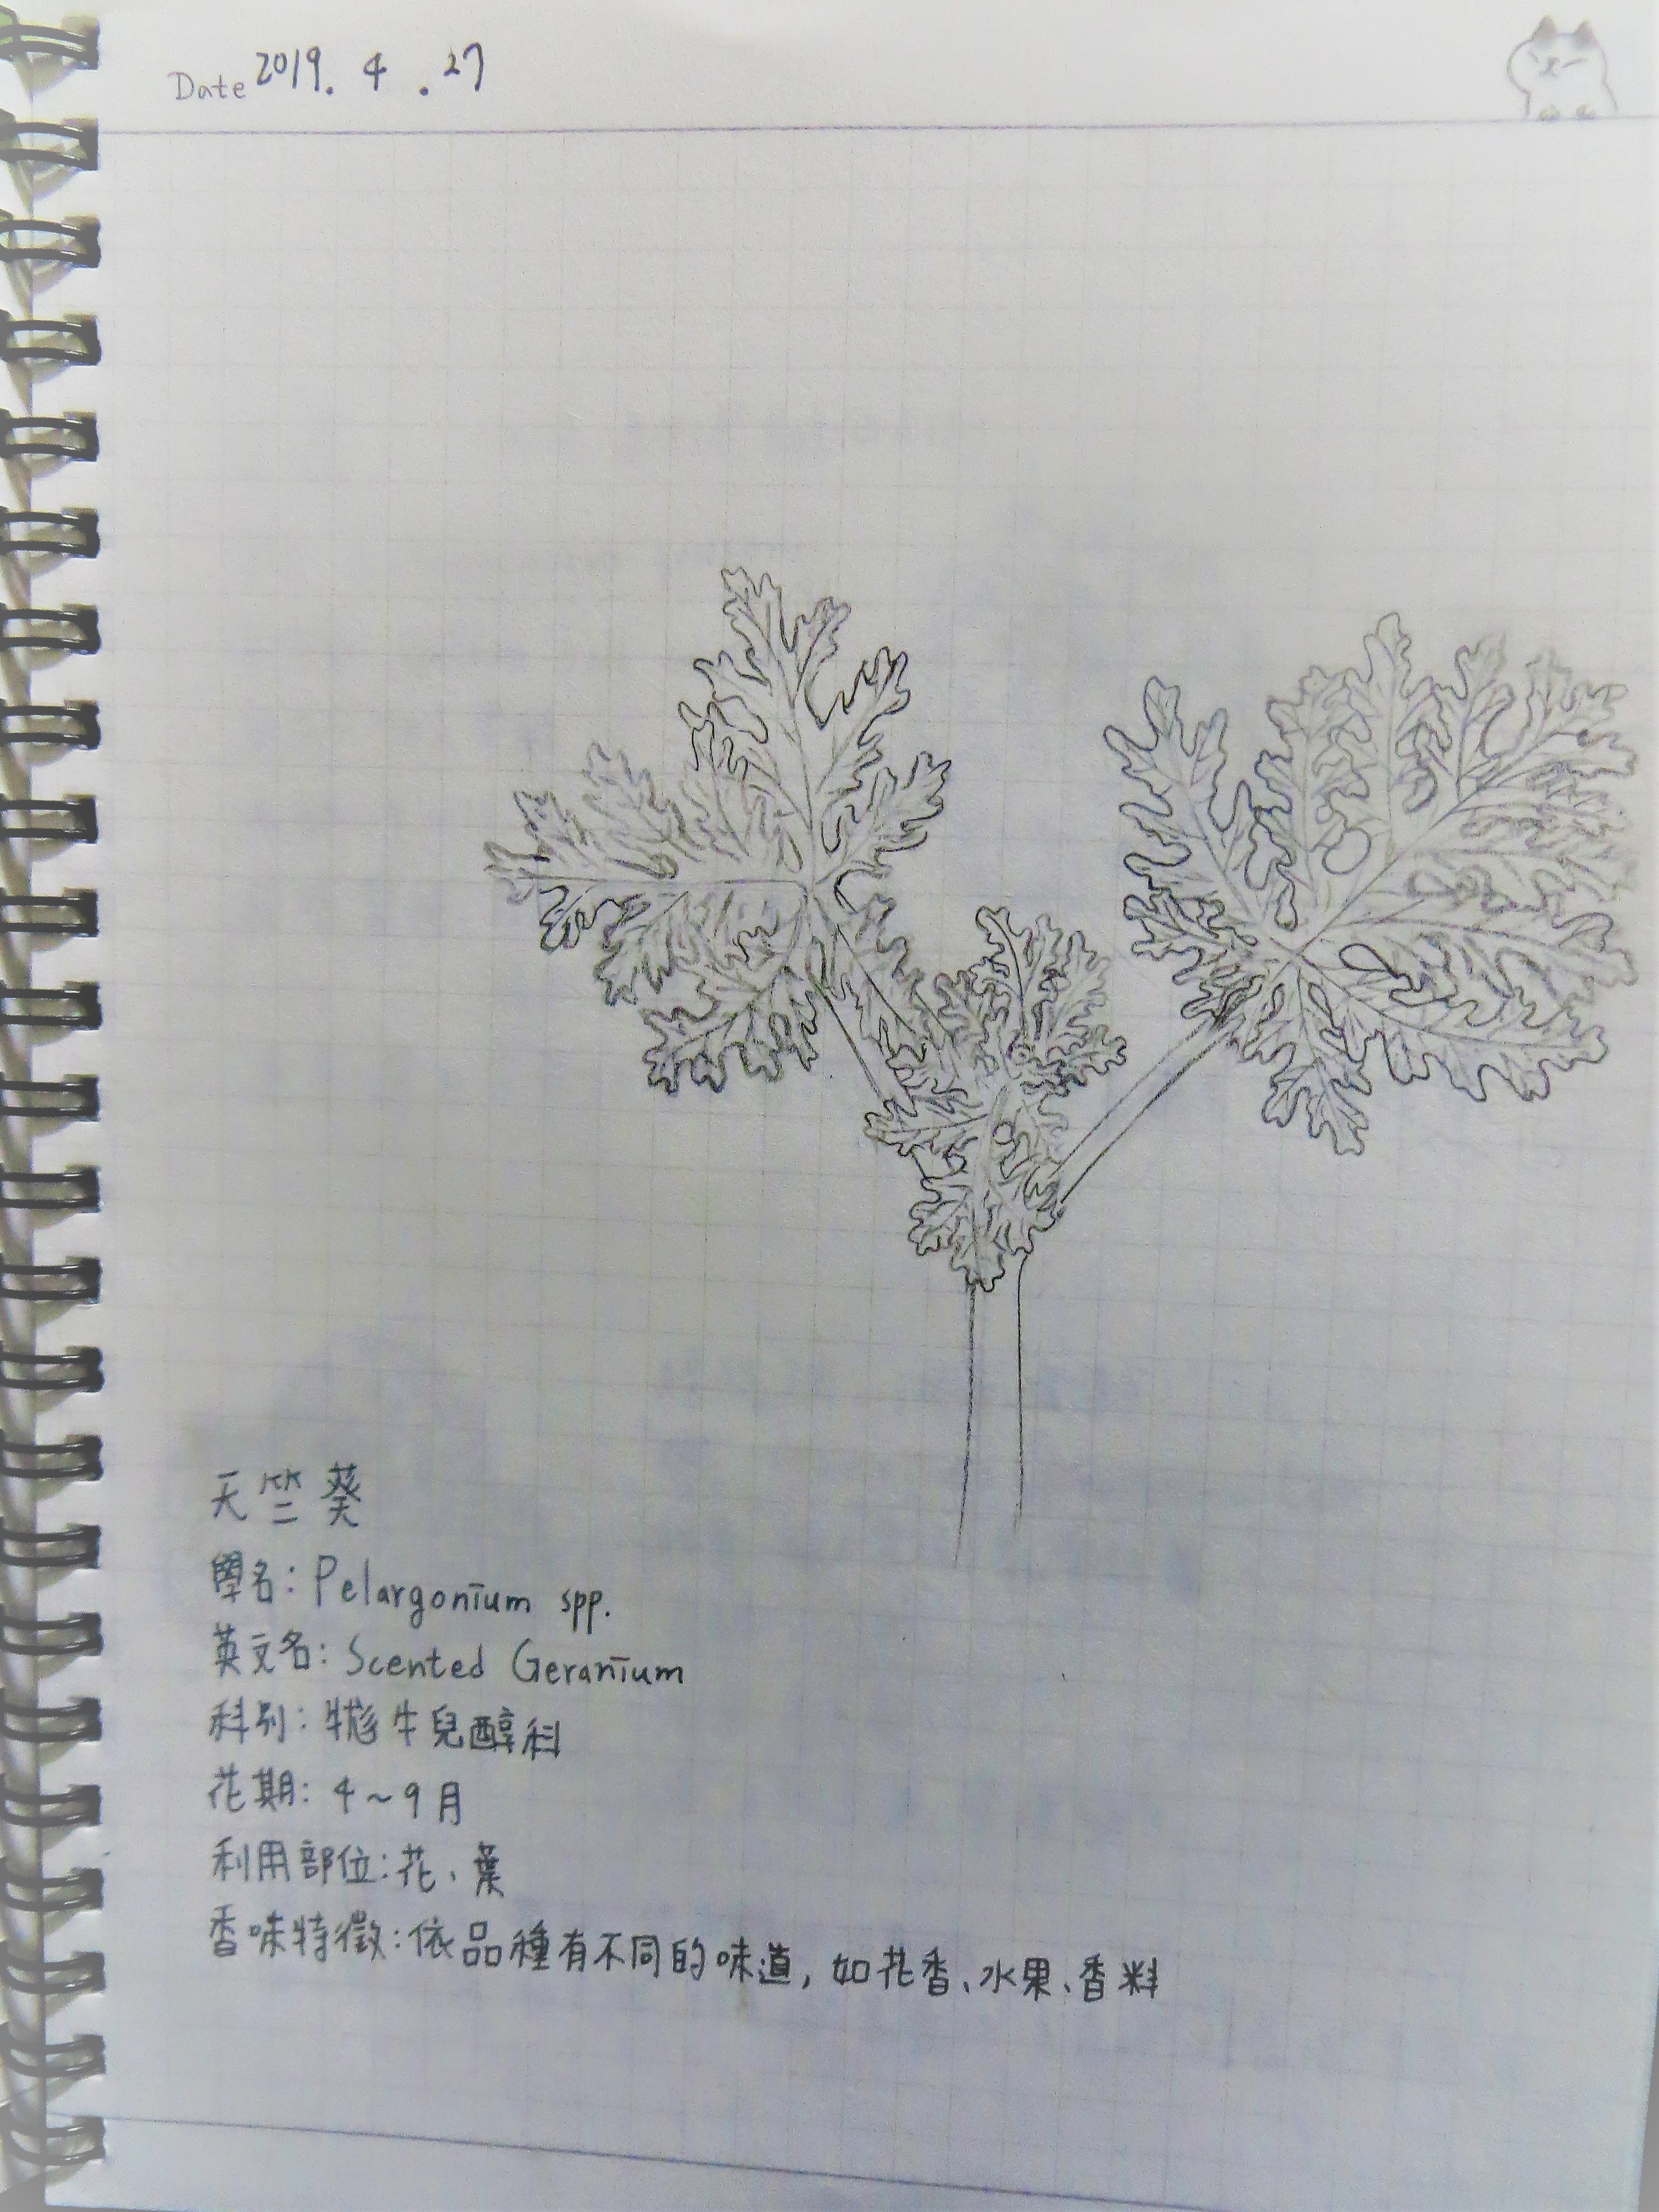 Date 2019. 4 . 27
天竺葵
學名: Pelargonium spp.
英文名: Scented Geranium
科別: 牻牛兒醇科
花期: 4~9月
利用部位:花、葉
香味特徵:依品種有不同的味道, 如花香、水果、香料